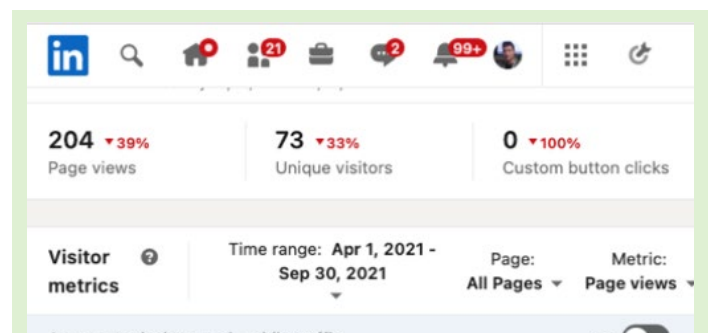 in
21
2
99+
204 ▼39%
73 ▼33%
0 ▼100%
Page views
Unique visitors
Custom button clicks
Visitor metrics
Time range: Apr 1, 2021 -
Sep 30, 2021
Page:
All Pages
Metric:
Page views